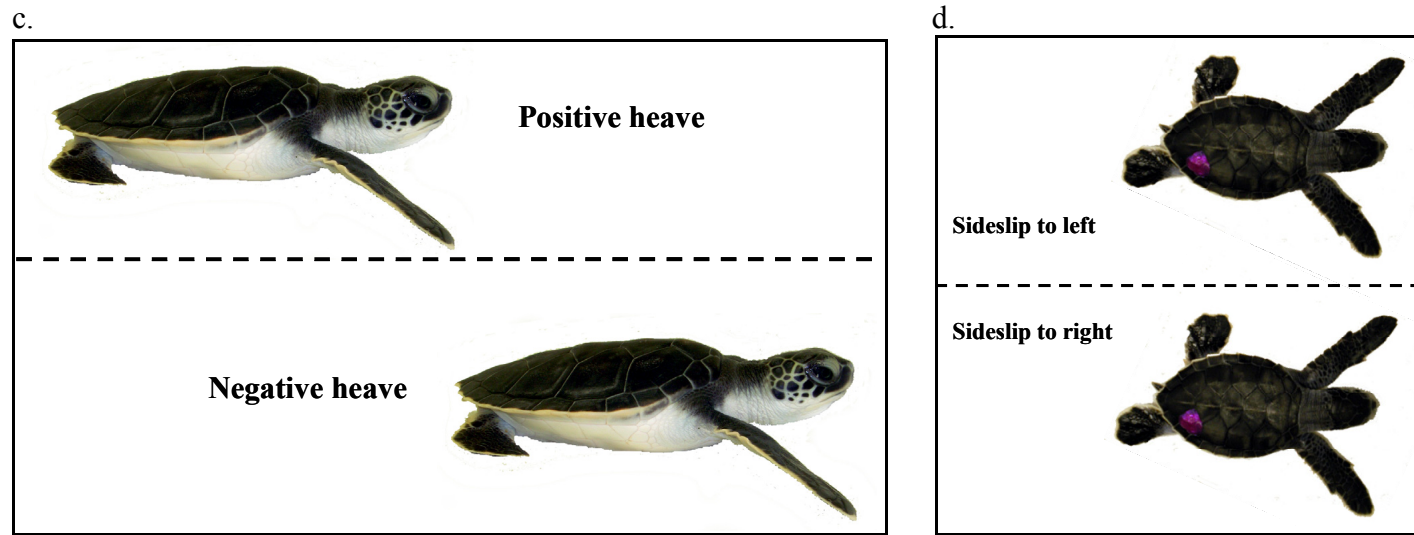 c.
Positive heave
Negative heave
d.
Sideslip to left
Sideslip to right